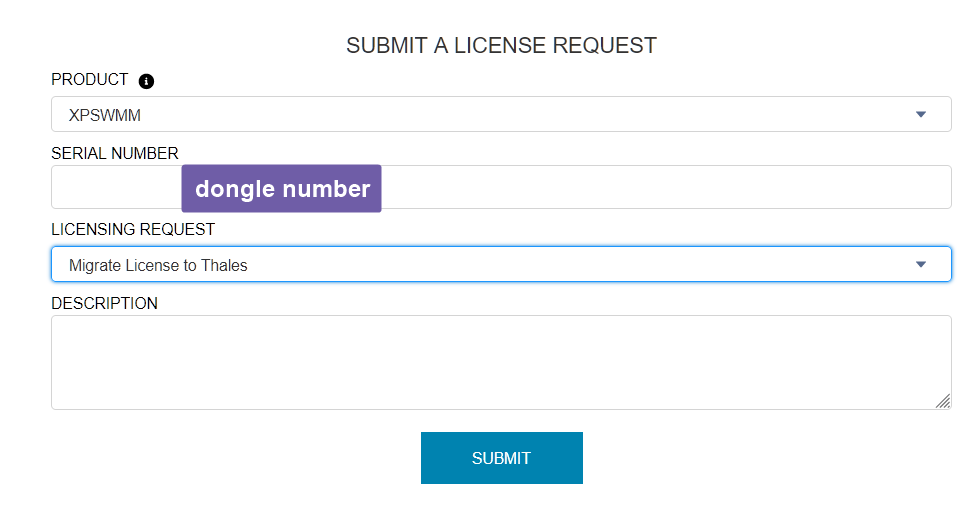 SUBMIT A LICENSE REQUEST
PRODUCT
XPSWMM
SERIAL NUMBER
dongle number
LICENSING REQUEST
Migrate License to Thales
DESCRIPTION
SUBMIT